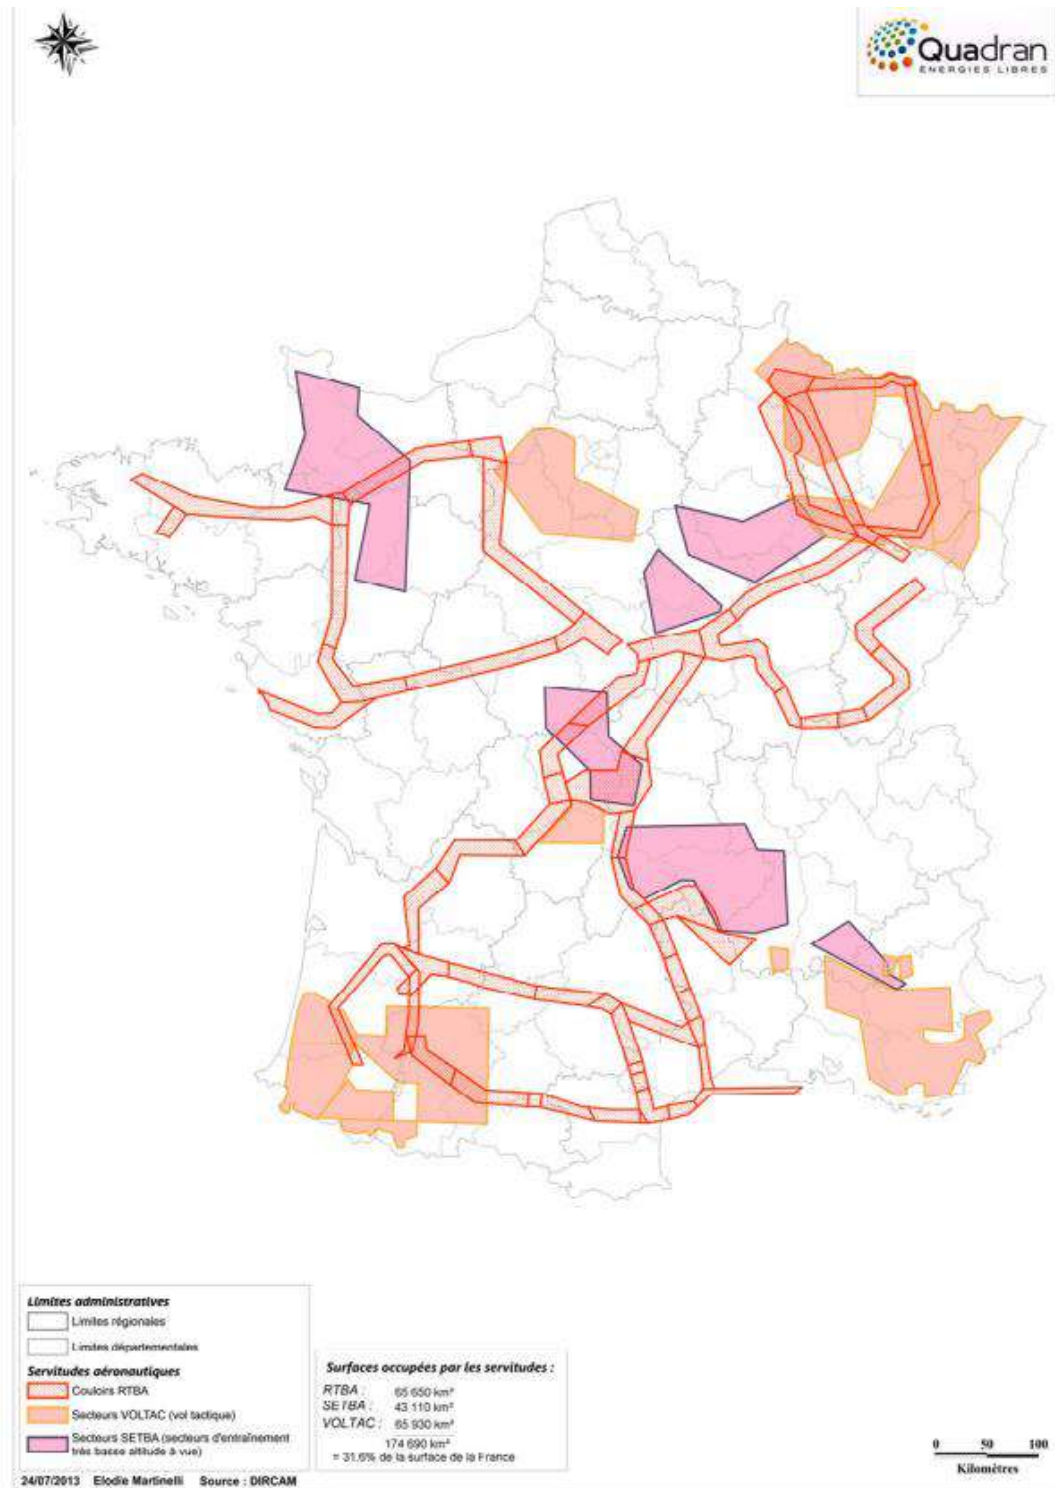 Quadran
ÉNERGIES LIBRES
Limites administratives
Limites régionales
Limites départementales
Servitudes aéronautiques
Couloirs RTBA
Secteurs VOLTAC (vol tactique)
Secteurs SETBA (secteurs d'entraînement
très basse altitude à vue)
Surfaces occupées par les servitudes :
RTBA : 65 650 km²
SETBA : 43 110 km²
VOLTAC : 65 930 km²
174 690 km²
= 31,6% de la surface de la France
0 50 100
Kilomètres
24/07/2013 Elodie Martinelli Source : DIRCAM